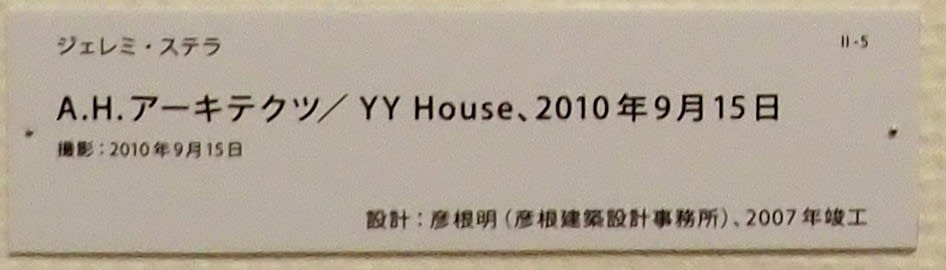 ジェレミ・ステラ
II-5
A.H.アーキテクツ／ YY House、2010年9月15日
撮影：2010年9月15日
設計：彦根明（彦根建築設計事務所）、2007年竣工